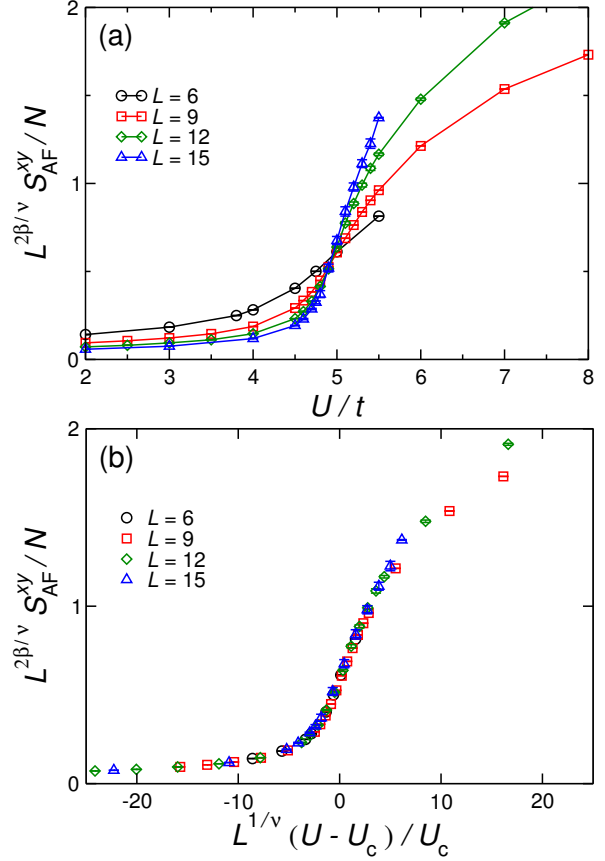 (a)
L = 6
L = 9
L = 12
L = 15
L^{2β/ν} S_{AF}^{xy} / N
2
1
0
2 3 4 5 6 7 8
U / t
(b)
L = 6
L = 9
L = 12
L = 15
L^{2β/ν} S_{AF}^{xy} / N
2
1
0
-20 -10 0 10 20
L^{1/ν} (U - U_c) / U_c